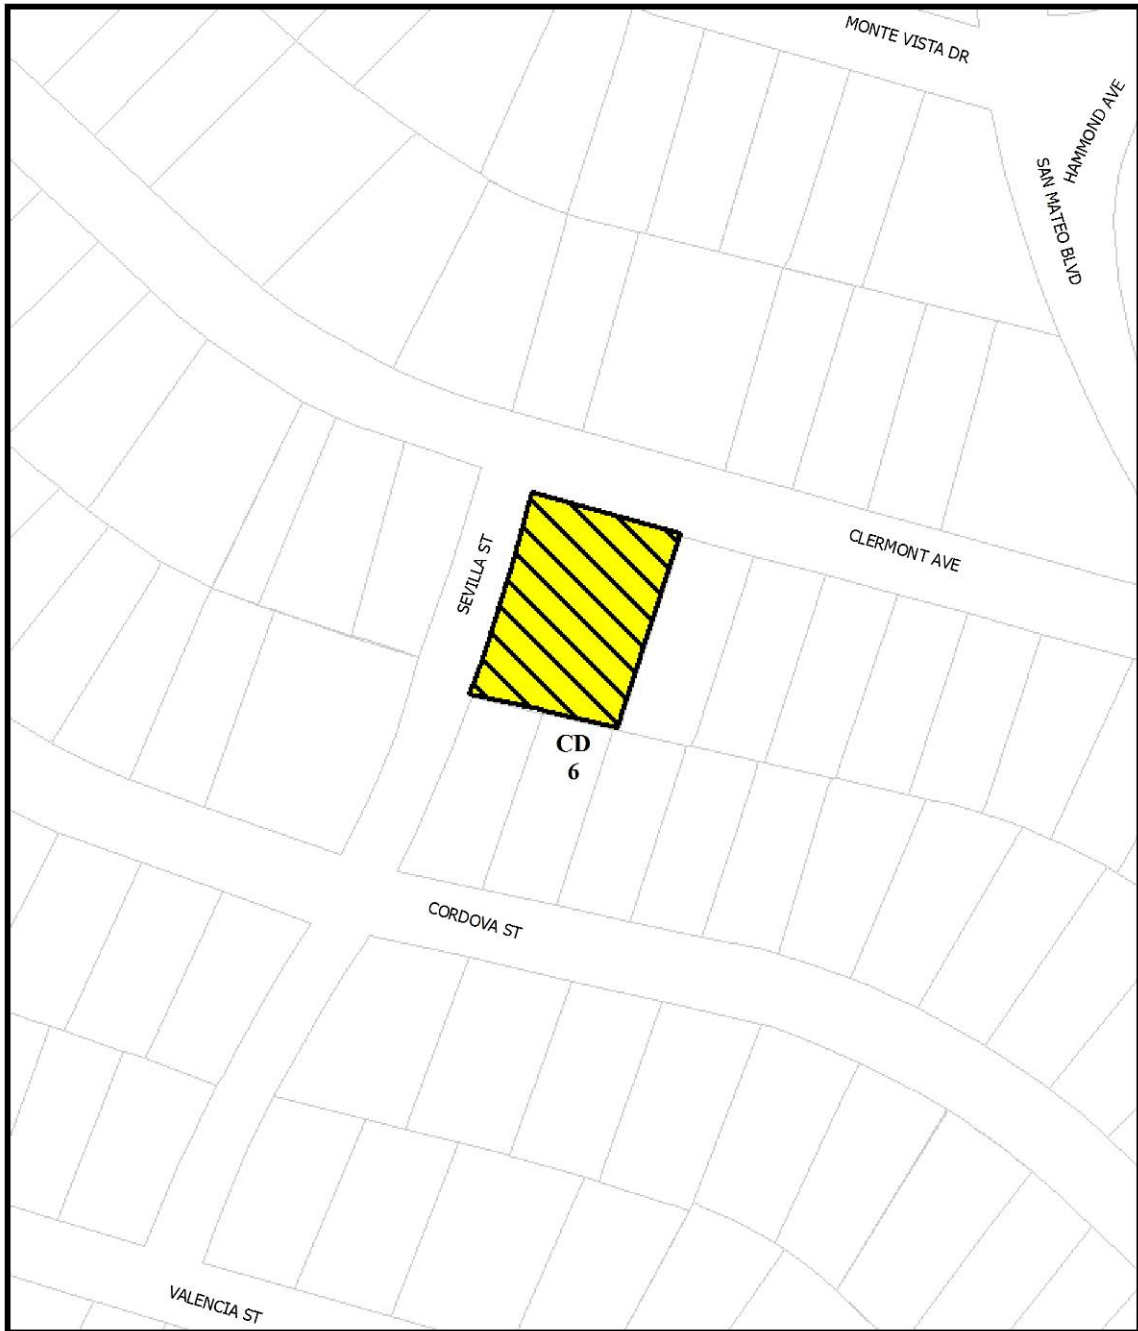 MONTE VISTA DR
HAMMOND AVE
SAN MATEO BLVD
CLERMONT AVE
SEVILLA ST
CD
6
CORDOVA ST
VALENCIA ST